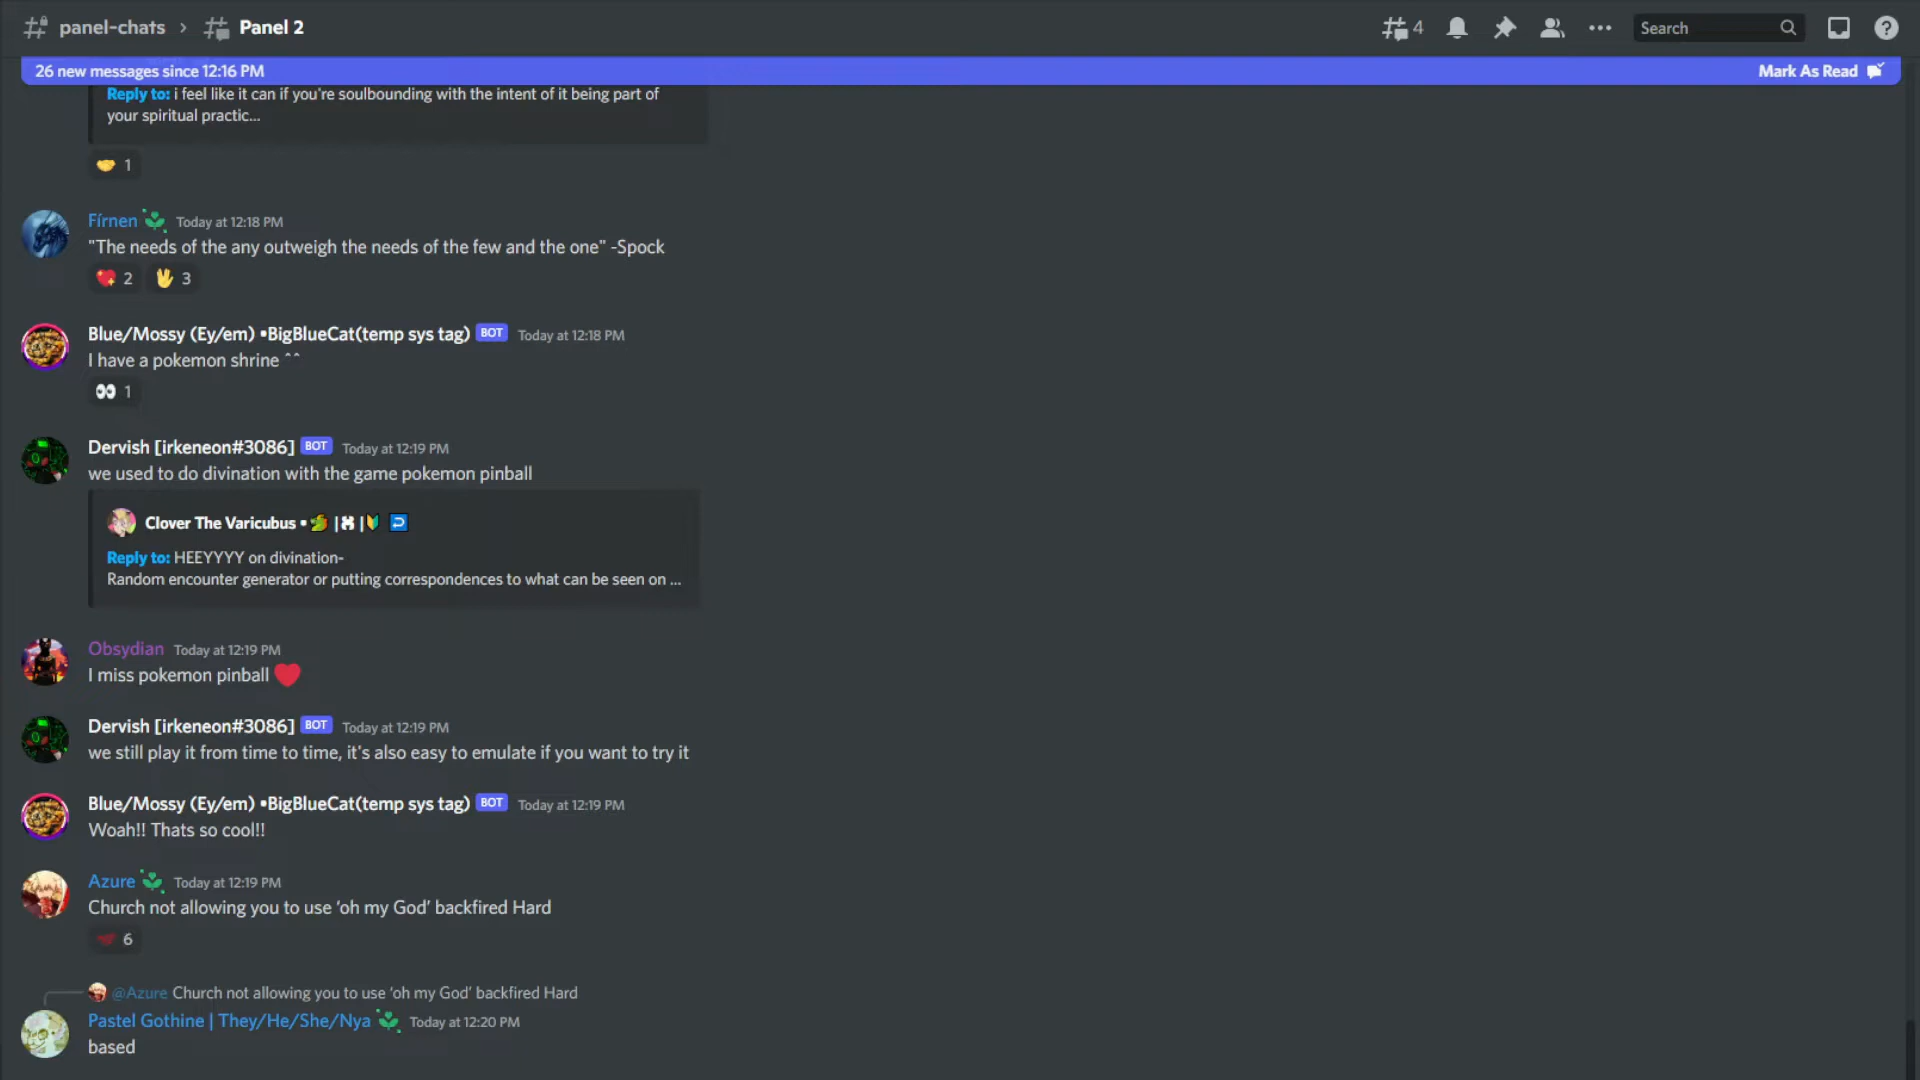 panel-chats › Panel 2
4
Search
26 new messages since 12:16 PM
Mark As Read
Reply to: i feel like it can if you're soulbounding with the intent of it being part of
your spiritual practic...
1
Fírnen Today at 12:18 PM
"The needs of the any outweigh the needs of the few and the one" -Spock
2 3
Blue/Mossy (Ey/em) •BigBlueCat(temp sys tag) BOT Today at 12:18 PM
I have a pokemon shrine ^^
1
Dervish [irkeneon#3086] BOT Today at 12:19 PM
we used to do divination with the game pokemon pinball
Clover The Varicubus • | |
Reply to: HEEYYYY on divination-
Random encounter generator or putting correspondences to what can be seen on ...
Obsydian Today at 12:19 PM
I miss pokemon pinball
Dervish [irkeneon#3086] BOT Today at 12:19 PM
we still play it from time to time, it's also easy to emulate if you want to try it
Blue/Mossy (Ey/em) •BigBlueCat(temp sys tag) BOT Today at 12:19 PM
Woah!! Thats so cool!!
Azure Today at 12:19 PM
Church not allowing you to use ‘oh my God’ backfired Hard
6
@Azure Church not allowing you to use ‘oh my God’ backfired Hard
Pastel Gothine | They/He/She/Nya Today at 12:20 PM
based